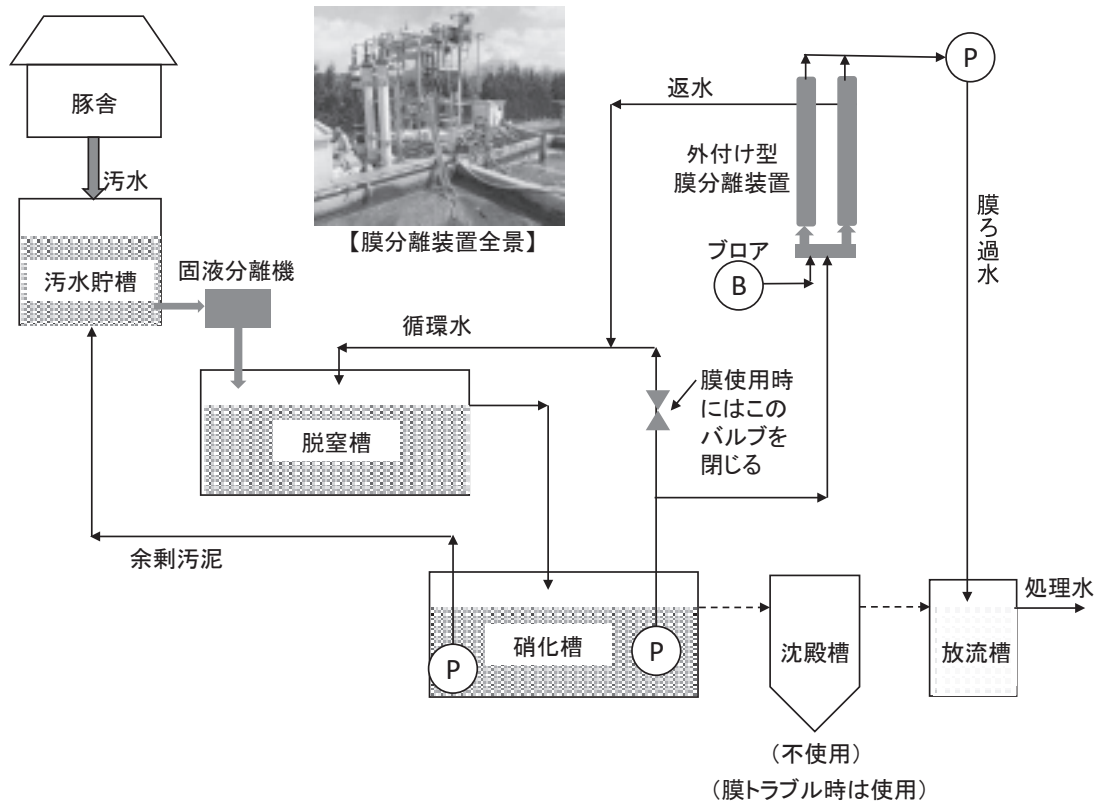 豚舎
汚水
汚水貯槽
固液分離機
【膜分離装置全景】
返水
外付け型
膜分離装置
P
ブロア
B
膜ろ過水
循環水
膜使用時
にはこの
バルブを
閉じる
脱窒槽
余剰汚泥
P
硝化槽
P
沈殿槽
放流槽
処理水
（不使用）
（膜トラブル時は使用）